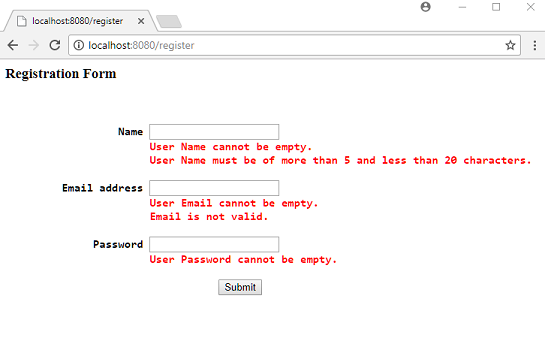 localhost:8080/register
localhost:8080/register
Registration Form
Name
User Name cannot be empty.
User Name must be of more than 5 and less than 20 characters.
Email address
User Email cannot be empty.
Email is not valid.
Password
User Password cannot be empty.
Submit